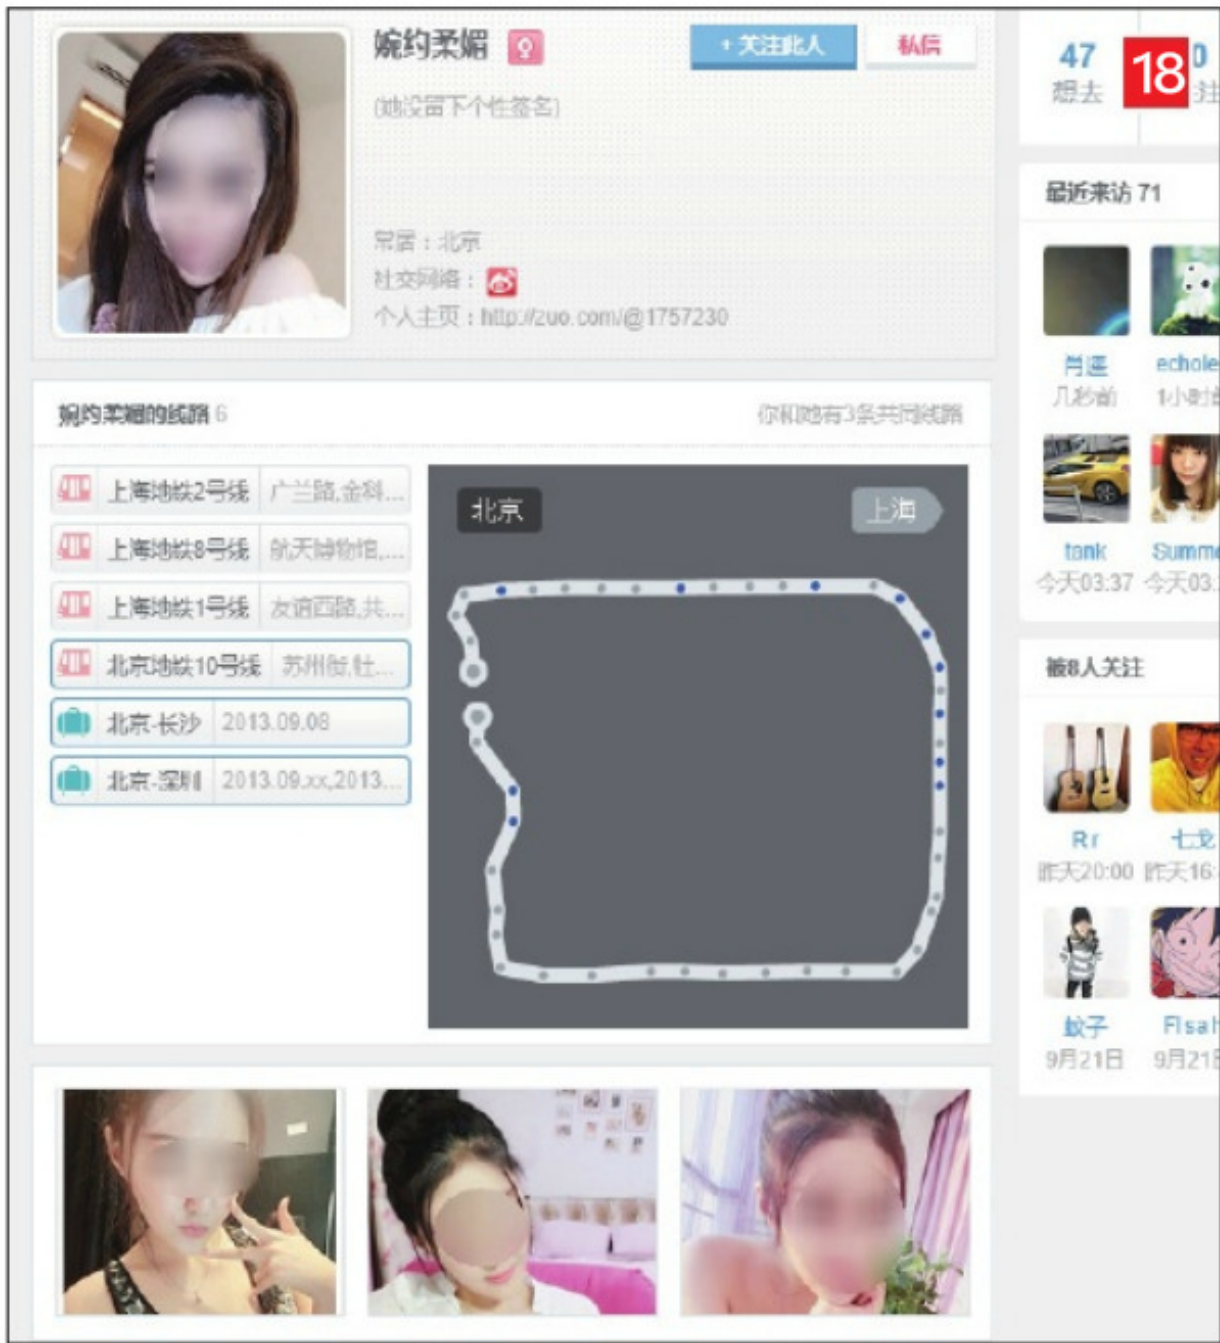 婉约柔媚
+ 关注此人
私信
(她没留下个性签名)
常居：北京
社交网络：
个人主页：http://zuo.com/@1757230
47
想去
18
0
注
最近来访 71
肖遥
几秒前
echole
1小时前
tank
今天03:37
Summe
今天03:
被8人关注
Rr
昨天20:00
七戈
昨天16:
蚊子
9月21日
Fisah
9月21日
婉约柔媚的线路 6
你和她有3条共同线路
上海地铁2号线 广兰路,金科...
上海地铁8号线 航天博物馆,...
上海地铁1号线 友谊西路,共...
北京地铁10号线 苏州街,牡...
北京-长沙 2013.09.08
北京-深圳 2013.09.xx,2013...
北京
上海